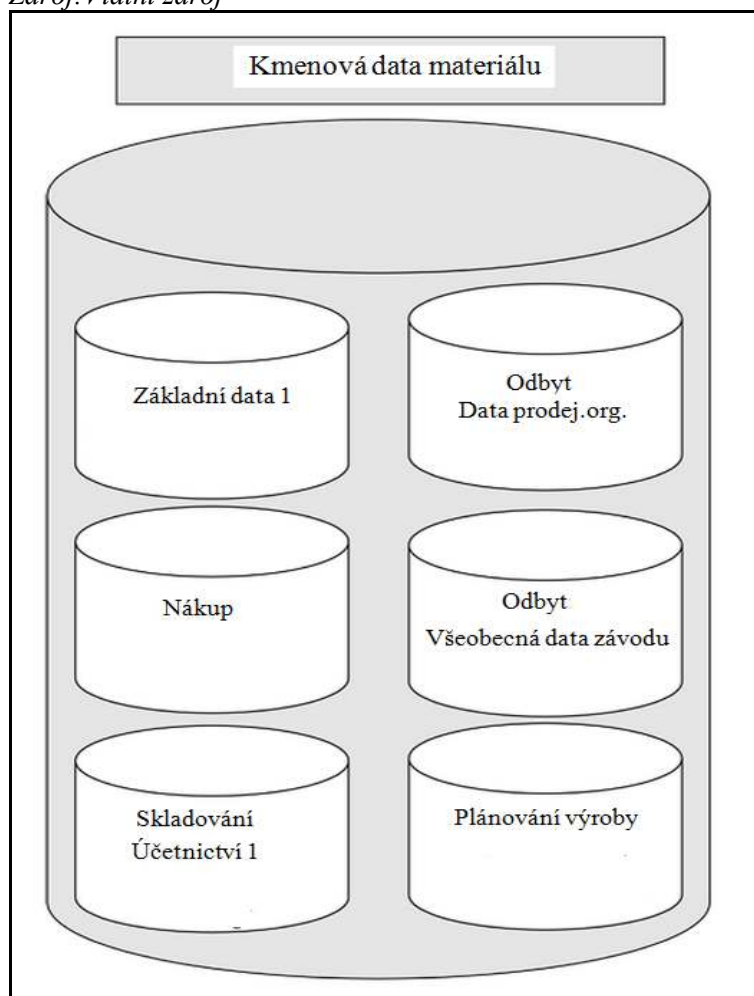 Zdroj:Vlatní zdroj
Kmenová data materiálu
Základní data 1
Odbyt
Data prodej.org.
Nákup
Odbyt
Všeobecná data závodu
Skladování
Účetnictví 1
Plánování výroby